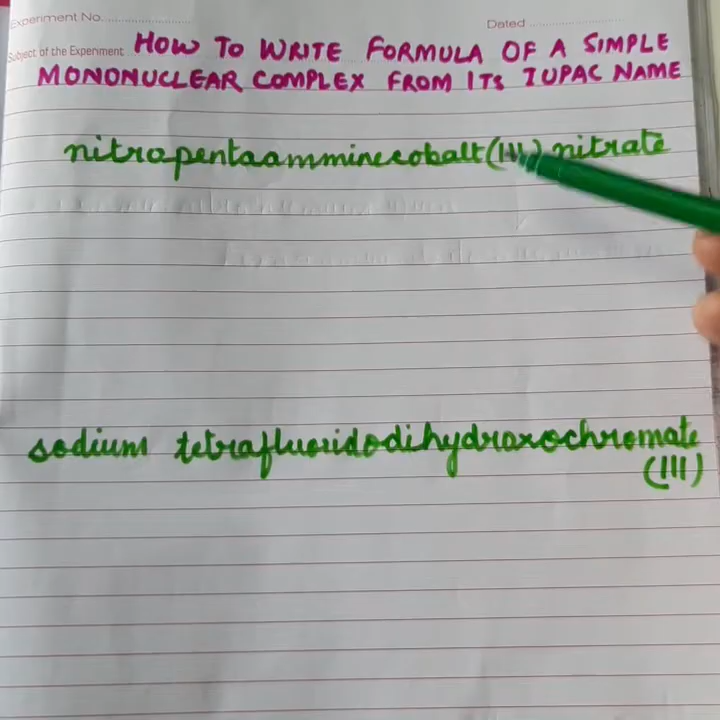 Experiment No.
Dated
Subject of the Experiment HOW TO WRITE FORMULA OF A SIMPLE
MONONUCLEAR COMPLEX FROM ITS IUPAC NAME
nitropentaamminecobalt(III) nitrate
sodium tetrafluoridodihydroxochromate
(III)